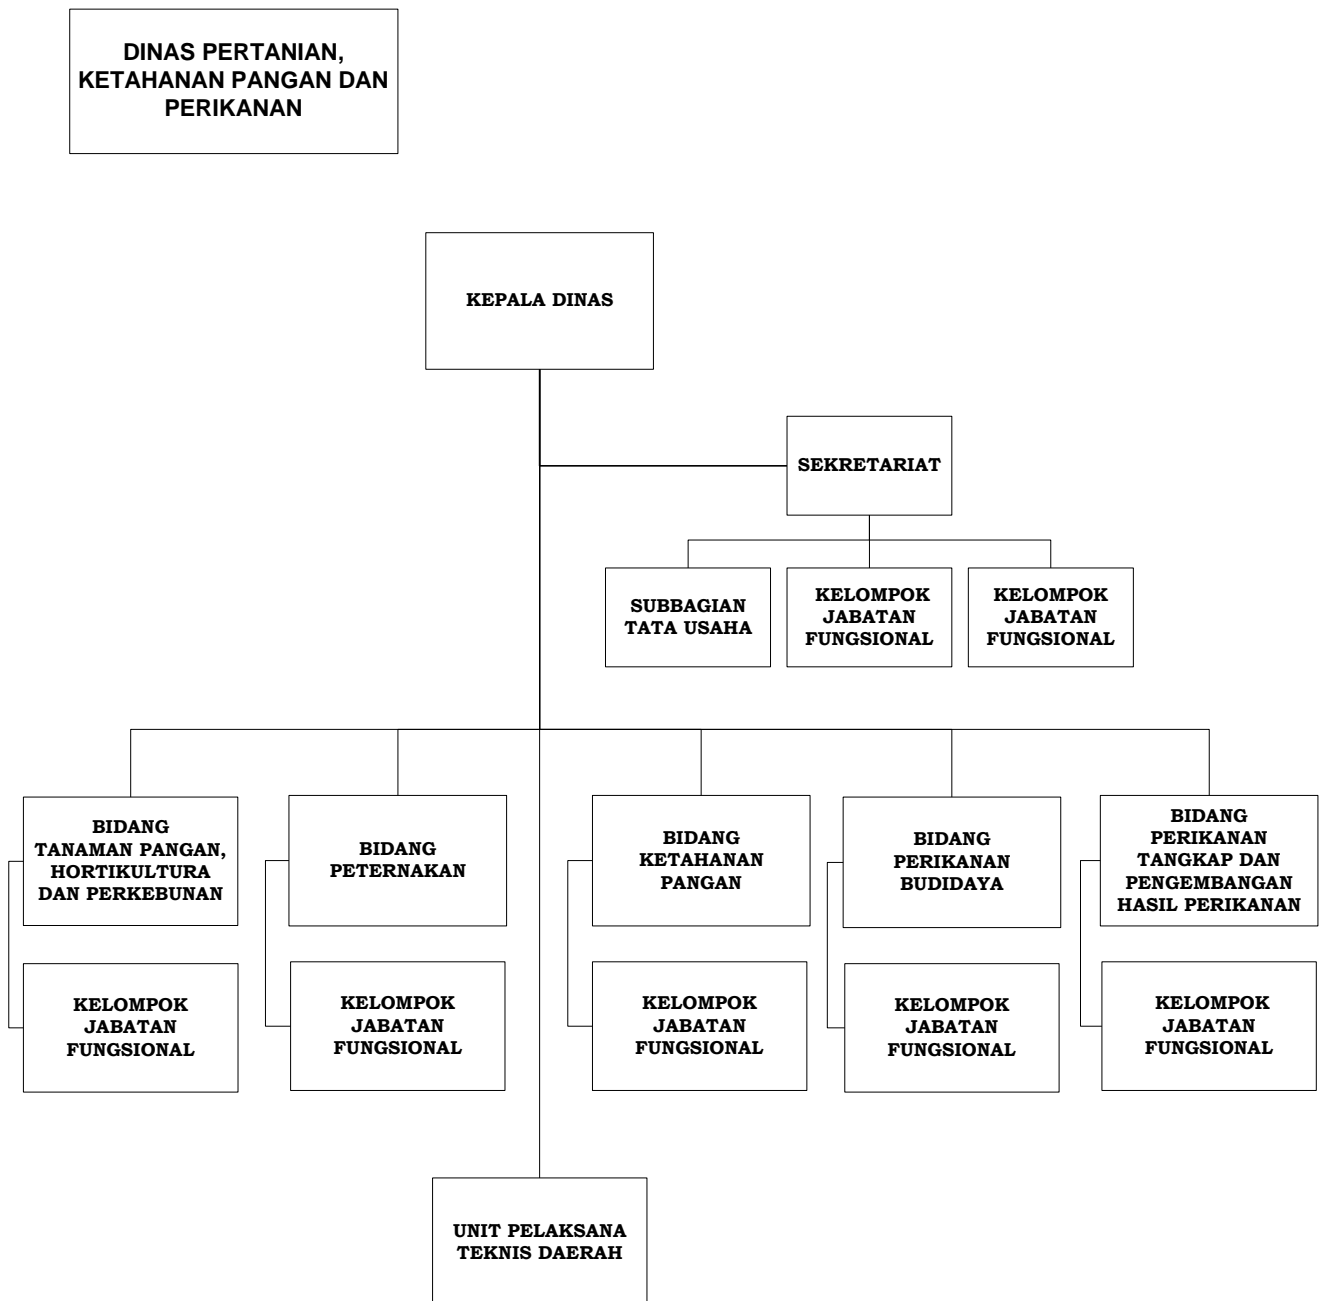 DINAS PERTANIAN,
KETAHANAN PANGAN DAN
PERIKANAN
KEPALA DINAS
SEKRETARIAT
SUBBAGIAN
TATA USAHA
KELOMPOK
JABATAN
FUNGSIONAL
KELOMPOK
JABATAN
FUNGSIONAL
BIDANG
TANAMAN PANGAN,
HORTIKULTURA
DAN PERKEBUNAN
BIDANG
PETERNAKAN
BIDANG
KETAHANAN
PANGAN
BIDANG
PERIKANAN
BUDIDAYA
BIDANG
PERIKANAN
TANGKAP DAN
PENGEMBANGAN
HASIL PERIKANAN
KELOMPOK
JABATAN
FUNGSIONAL
KELOMPOK
JABATAN
FUNGSIONAL
KELOMPOK
JABATAN
FUNGSIONAL
KELOMPOK
JABATAN
FUNGSIONAL
KELOMPOK
JABATAN
FUNGSIONAL
UNIT PELAKSANA
TEKNIS DAERAH